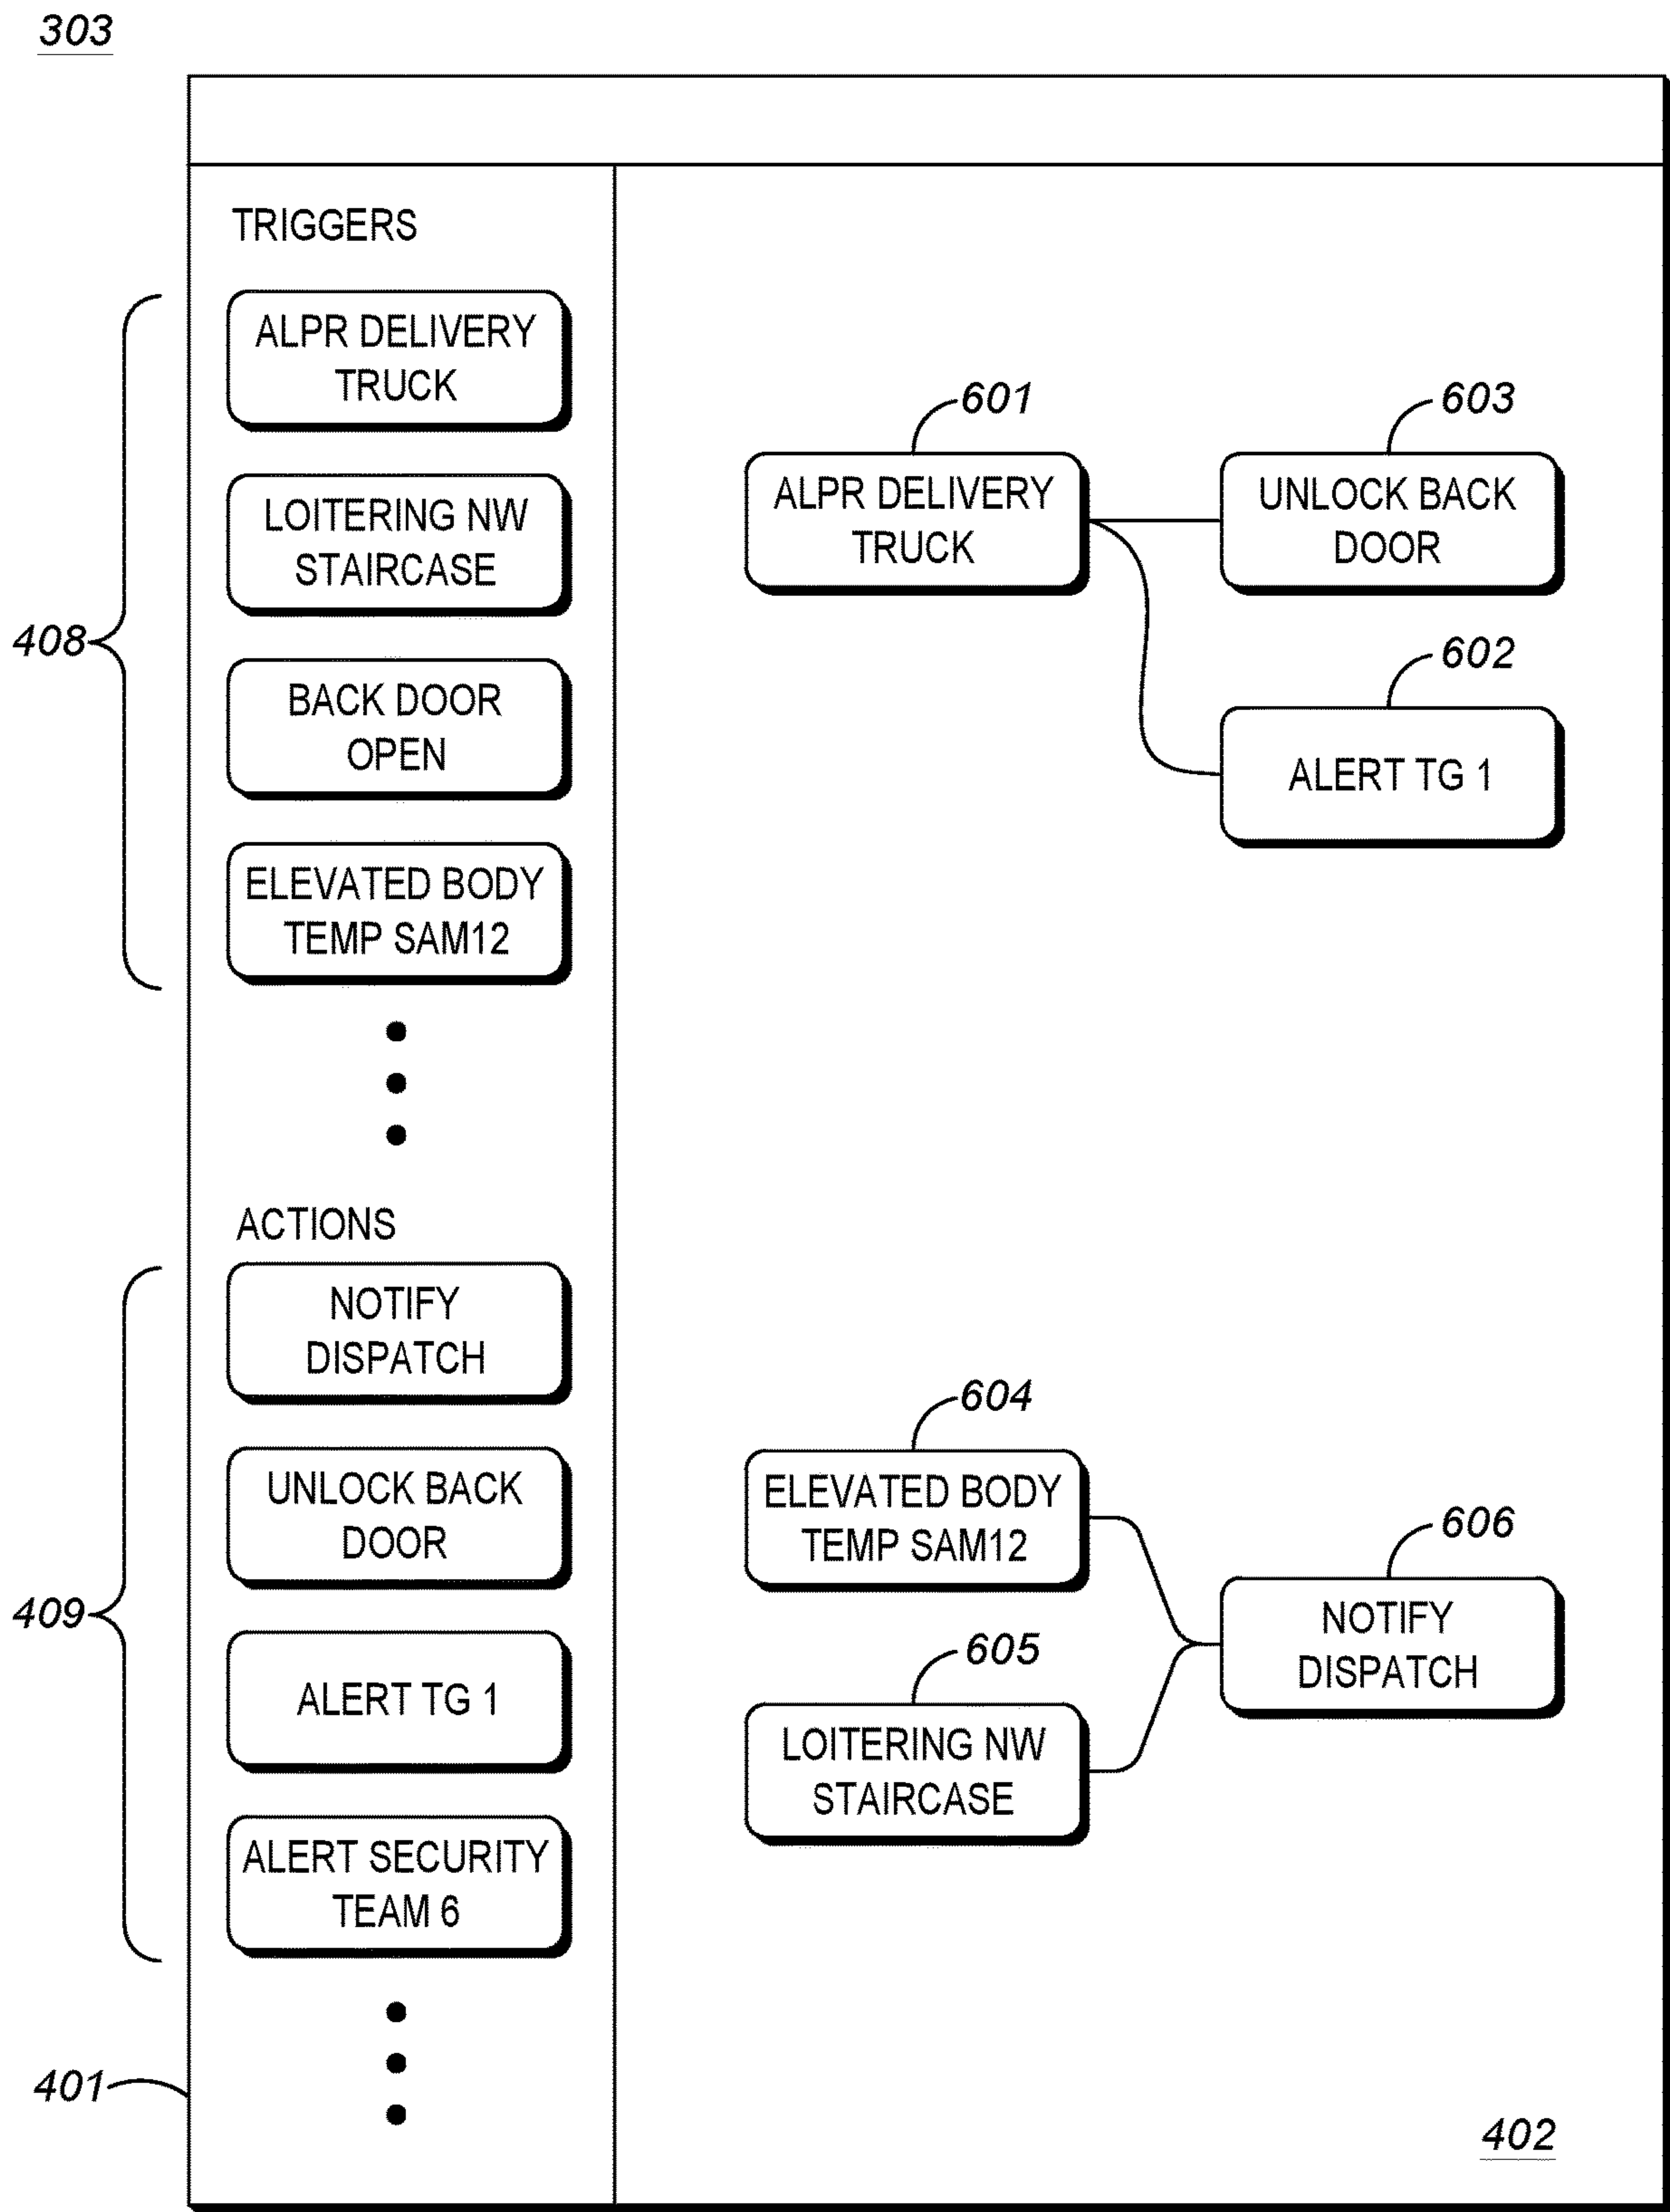 303
TRIGGERS
ALPR DELIVERY
TRUCK
LOITERING NW
STAIRCASE
408
BACK DOOR
OPEN
ELEVATED BODY
TEMP SAM12
ACTIONS
NOTIFY
DISPATCH
UNLOCK BACK
DOOR
409
ALERT TG 1
ALERT SECURITY
TEAM 6
401
601
ALPR DELIVERY
TRUCK
603
UNLOCK BACK
DOOR
602
ALERT TG 1
604
ELEVATED BODY
TEMP SAM12
605
LOITERING NW
STAIRCASE
606
NOTIFY
DISPATCH
402